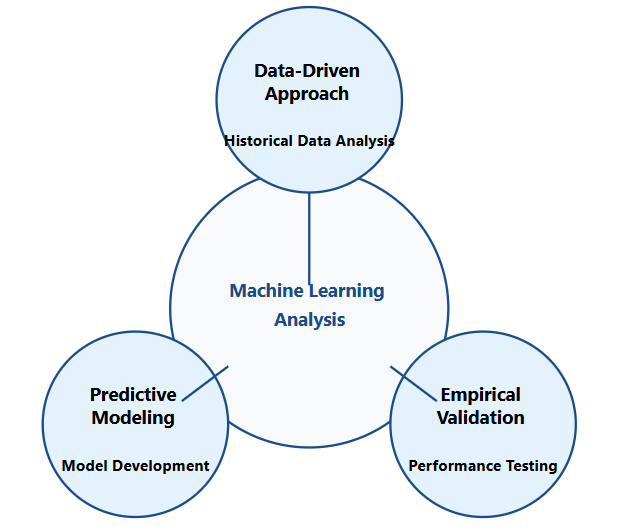 Data-Driven
Approach
Historical Data Analysis
Machine Learning
Analysis
Predictive
Modeling
Model Development
Empirical
Validation
Performance Testing